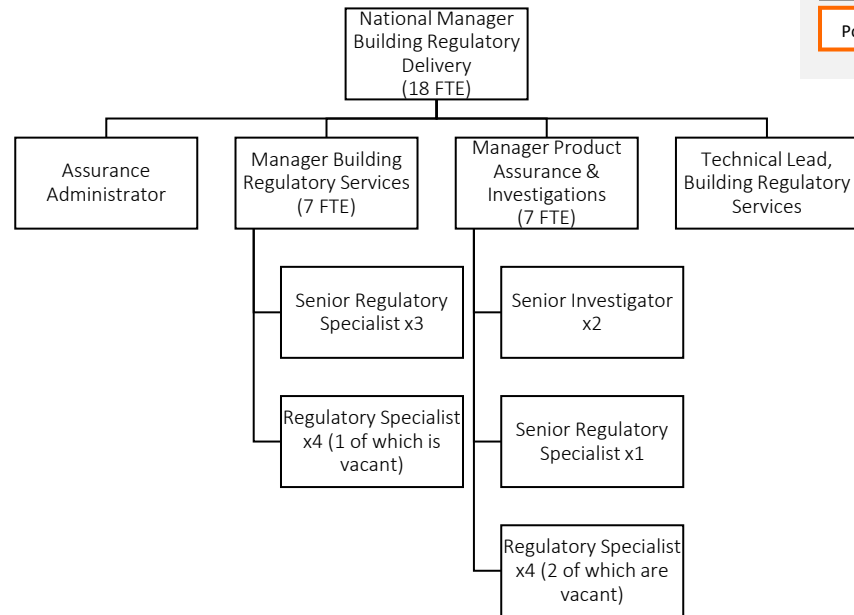 National Manager
Building Regulatory
Delivery
(18 FTE)
Assurance
Administrator
Manager Building
Regulatory Services
(7 FTE)
Manager Product
Assurance &
Investigations
(7 FTE)
Technical Lead,
Building Regulatory
Services
Senior Regulatory
Specialist x3
Regulatory Specialist
x4 (1 of which is
vacant)
Senior Investigator
x2
Senior Regulatory
Specialist x1
Regulatory Specialist
x4 (2 of which are
vacant)